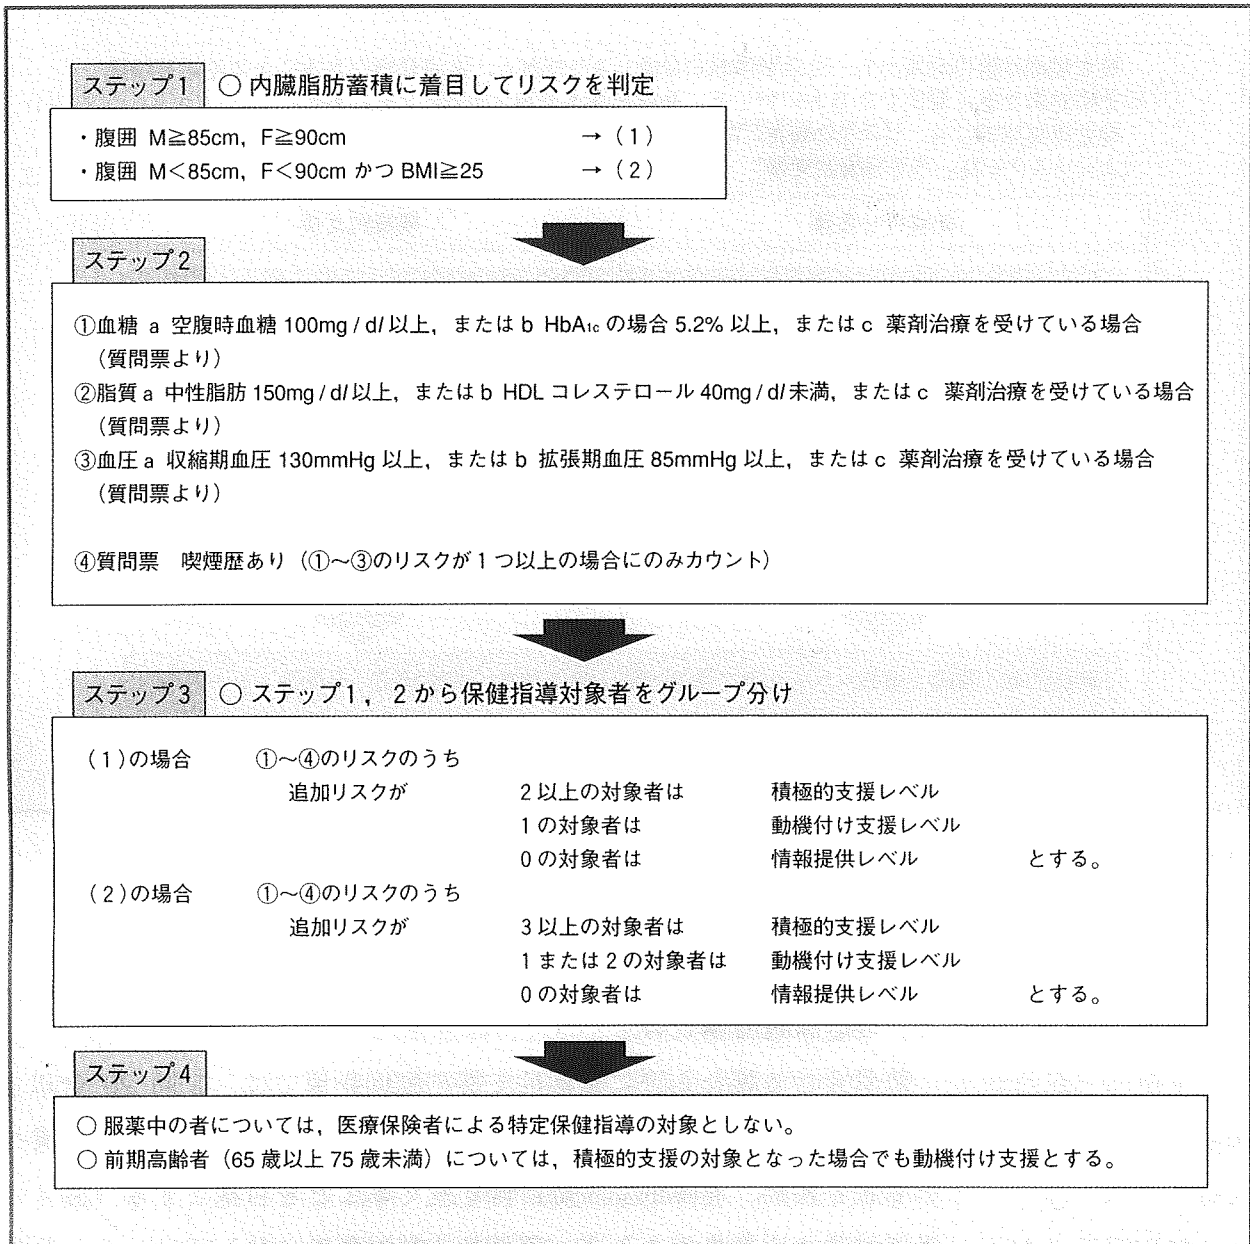 ステップ1 ○ 内臓脂肪蓄積に着目してリスクを判定
・腹囲 M≧85cm, F≧90cm → (1)
・腹囲 M<85cm, F<90cm かつ BMI≧25 → (2)
ステップ2
①血糖 a 空腹時血糖 100mg / dl 以上, または b HbA1c の場合 5.2% 以上, または c 薬剤治療を受けている場合
(質問票より)
②脂質 a 中性脂肪 150mg / dl 以上, または b HDL コレステロール 40mg / dl 未満, または c 薬剤治療を受けている場合
(質問票より)
③血圧 a 収縮期血圧 130mmHg 以上, または b 拡張期血圧 85mmHg 以上, または c 薬剤治療を受けている場合
(質問票より)
④質問票 喫煙歴あり (①〜③のリスクが 1 つ以上の場合にのみカウント)
ステップ3 ○ ステップ1, 2 から保健指導対象者をグループ分け
(1)の場合 ①〜④のリスクのうち
追加リスクが 2 以上の対象者は 積極的支援レベル
1 の対象者は 動機付け支援レベル
0 の対象者は 情報提供レベル とする。
(2)の場合 ①〜④のリスクのうち
追加リスクが 3 以上の対象者は 積極的支援レベル
1 または 2 の対象者は 動機付け支援レベル
0 の対象者は 情報提供レベル とする。
ステップ4
○ 服薬中の者については, 医療保険者による特定保健指導の対象としない。
○ 前期高齢者 (65 歳以上 75 歳未満) については, 積極的支援の対象となった場合でも動機付け支援とする。